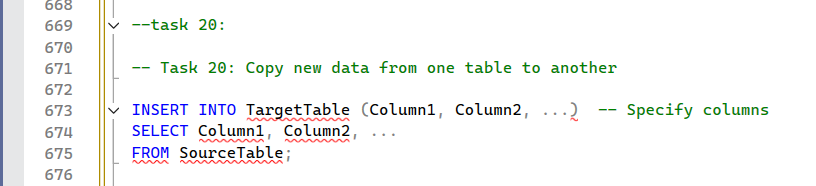 668
669 --task 20:
670
671 -- Task 20: Copy new data from one table to another
672
673 INSERT INTO TargetTable (Column1, Column2, ...)  -- Specify columns
674 SELECT Column1, Column2, ...
675 FROM SourceTable;
676